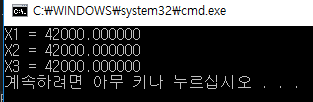 C:₩WINDOWS₩system32₩cmd.exe
X1 = 42000.000000
X2 = 42000.000000
X3 = 42000.000000
계속하려면 아무 키나 누르십시오 . . .